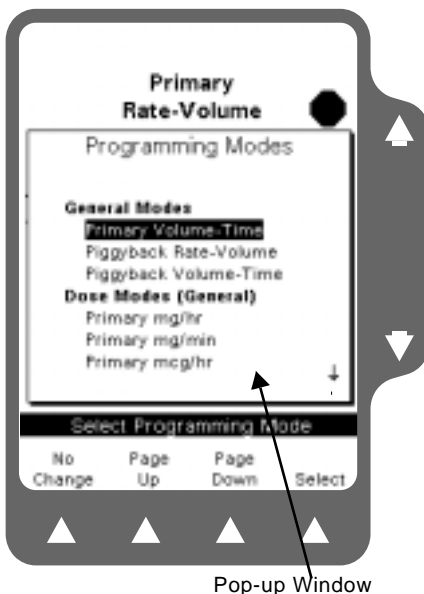 Primary
Rate-Volume
Programming Modes
General Modes
Primary Volume-Time
Piggyback Rate-Volume
Piggyback Volume-Time
Dose Modes (General)
Primary mg/hr
Primary mg/min
Primary mcg/hr
Select Programming Mode
No Page Page
Change Up Down Select
Pop-up Window